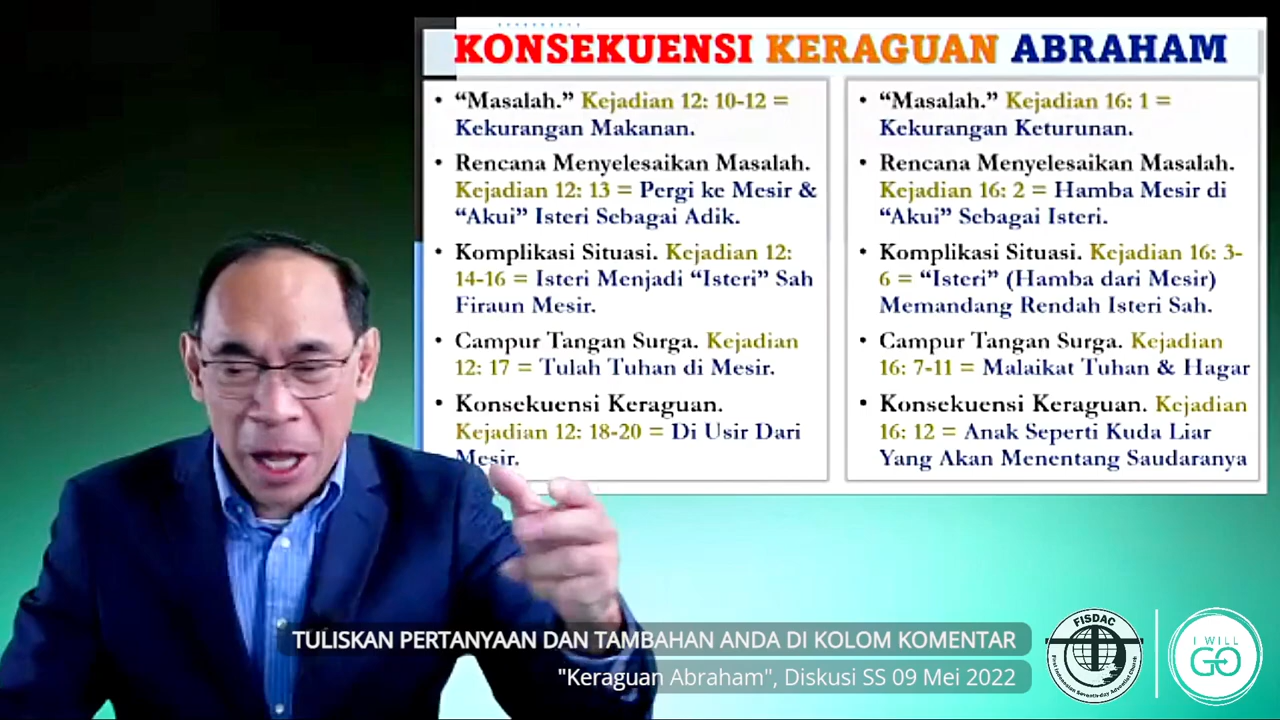 KONSEKUENSI KERAGUAN ABRAHAM
• “Masalah.” Kejadian 12: 10-12 =
Kekurangan Makanan.
• Rencana Menyelesaikan Masalah.
Kejadian 12: 13 = Pergi ke Mesir &
“Akui” Isteri Sebagai Adik.
• Komplikasi Situasi. Kejadian 12:
14-16 = Isteri Menjadi “Isteri” Sah
Firaun Mesir.
• Campur Tangan Surga. Kejadian
12: 17 = Tulah Tuhan di Mesir.
• Konsekuensi Keraguan.
Kejadian 12: 18-20 = Di Usir Dari
Mesir.
• “Masalah.” Kejadian 16: 1 =
Kekurangan Keturunan.
• Rencana Menyelesaikan Masalah.
Kejadian 16: 2 = Hamba Mesir di
“Akui” Sebagai Isteri.
• Komplikasi Situasi. Kejadian 16: 3-
6 = “Isteri” (Hamba dari Mesir)
Memandang Rendah Isteri Sah.
• Campur Tangan Surga. Kejadian
16: 7-11 = Malaikat Tuhan & Hagar
• Konsekuensi Keraguan. Kejadian
16: 12 = Anak Seperti Kuda Liar
Yang Akan Menentang Saudaranya
TULISKAN PERTANYAAN DAN TAMBAHAN ANDA DI KOLOM KOMENTAR
"Keraguan Abraham", Diskusi SS 09 Mei 2022
FISDAC
First Indonesian Seventh-day Adventist Church
I WILL
GO